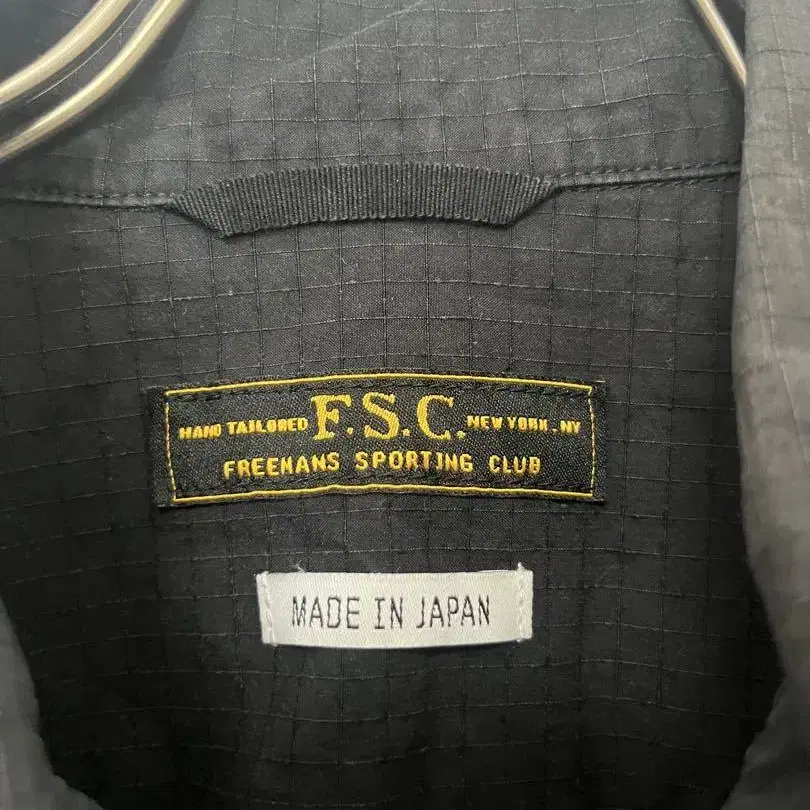 HAND TAILORED F.S.C. NEW YORK. NY
FREEMANS SPORTING CLUB
MADE IN JAPAN